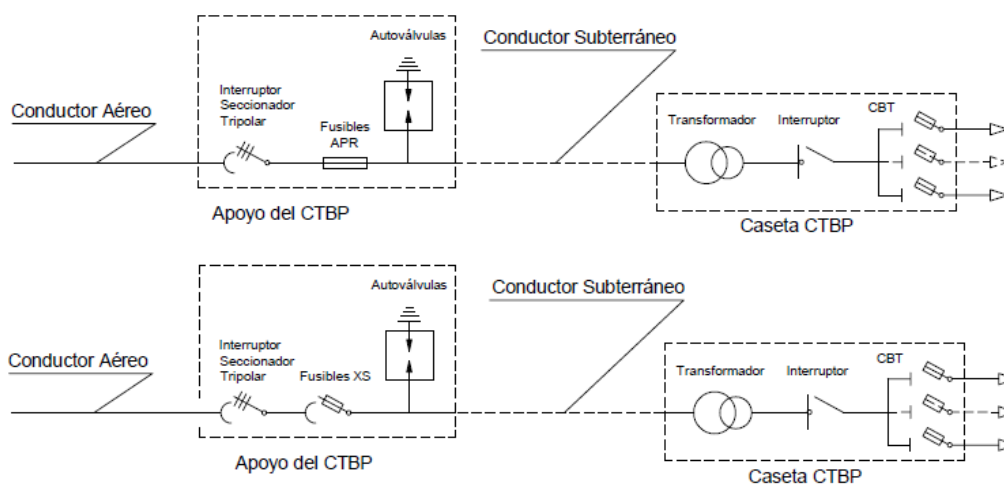 Autoválvulas
Conductor Subterráneo
Interruptor
Seccionador
Tripolar
Conductor Aéreo
Fusibles
APR
CBT
Transformador
Interruptor
Apoyo del CTBP
Caseta CTBP
Autoválvulas
Conductor Subterráneo
Interruptor
Seccionador
Tripolar
Conductor Aéreo
Fusibles XS
CBT
Transformador
Interruptor
Apoyo del CTBP
Caseta CTBP